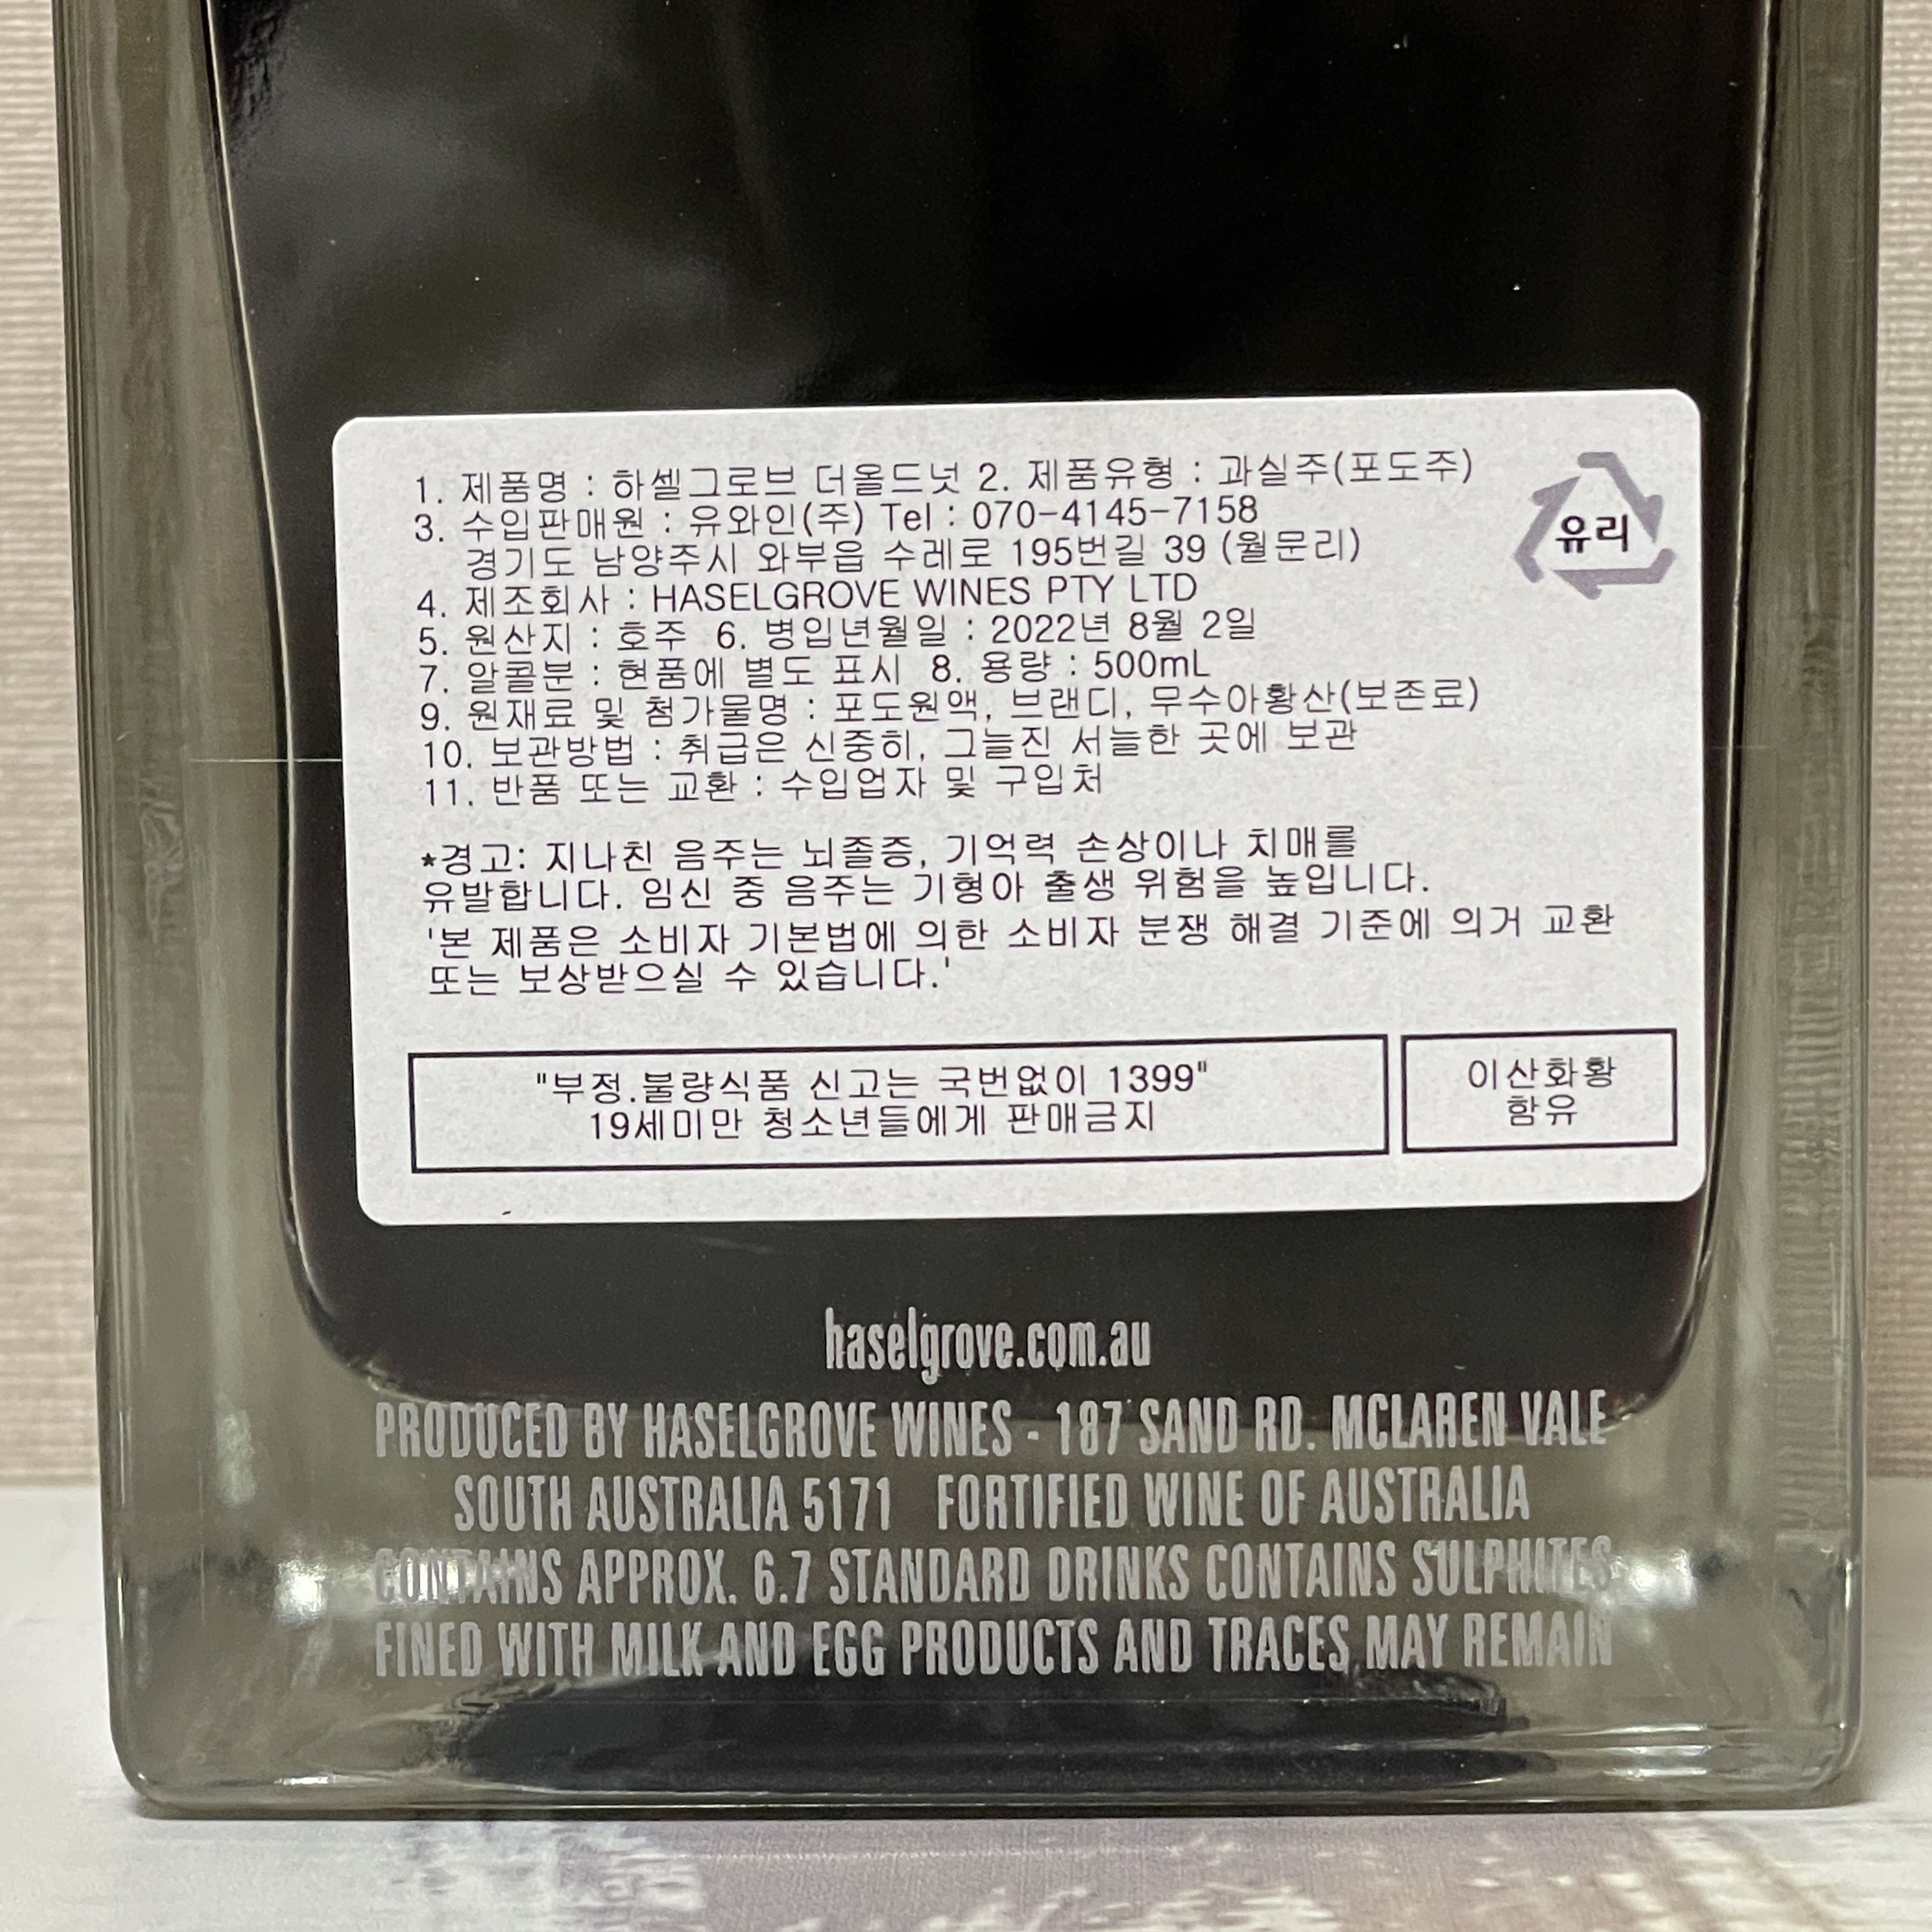 1. 제품명 : 하셀그로브 더올드넛 2. 제품유형 : 과실주(포도주)
3. 수입판매원 : 유와인(주) Tel : 070-4145-7158
경기도 남양주시 와부읍 수레로 195번길 39 (월문리)
4. 제조회사 : HASELGROVE WINES PTY LTD
5. 원산지 : 호주 6. 병입년월일 : 2022년 8월 2일
7. 알콜분 : 현품에 별도 표시 8. 용량 : 500mL
9. 원재료 및 첨가물명 : 포도원액, 브랜디, 무수아황산(보존료)
10. 보관방법 : 취급은 신중히, 그늘진 서늘한 곳에 보관
11. 반품 또는 교환 : 수입업자 및 구입처
유리
*경고: 지나친 음주는 뇌졸증, 기억력 손상이나 치매를
유발합니다. 임신 중 음주는 기형아 출생 위험을 높입니다.
'본 제품은 소비자 기본법에 의한 소비자 분쟁 해결 기준에 의거 교환
또는 보상받으실 수 있습니다.'
"부정.불량식품 신고는 국번없이 1399"
19세미만 청소년들에게 판매금지
이산화황
함유
haselgrove.com.au
PRODUCED BY HASELGROVE WINES - 187 SAND RD. MCLAREN VALE
SOUTH AUSTRALIA 5171 FORTIFIED WINE OF AUSTRALIA
CONTAINS APPROX. 6.7 STANDARD DRINKS CONTAINS SULPHITES
FINED WITH MILK AND EGG PRODUCTS AND TRACES MAY REMAIN